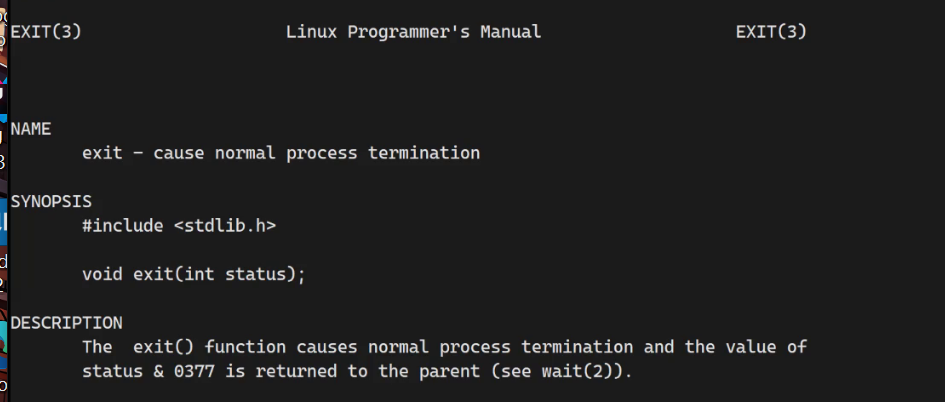 EXIT(3) Linux Programmer's Manual EXIT(3)
NAME
exit – cause normal process termination
SYNOPSIS
#include <stdlib.h>
void exit(int status);
DESCRIPTION
The exit() function causes normal process termination and the value of
status & 0377 is returned to the parent (see wait(2)).